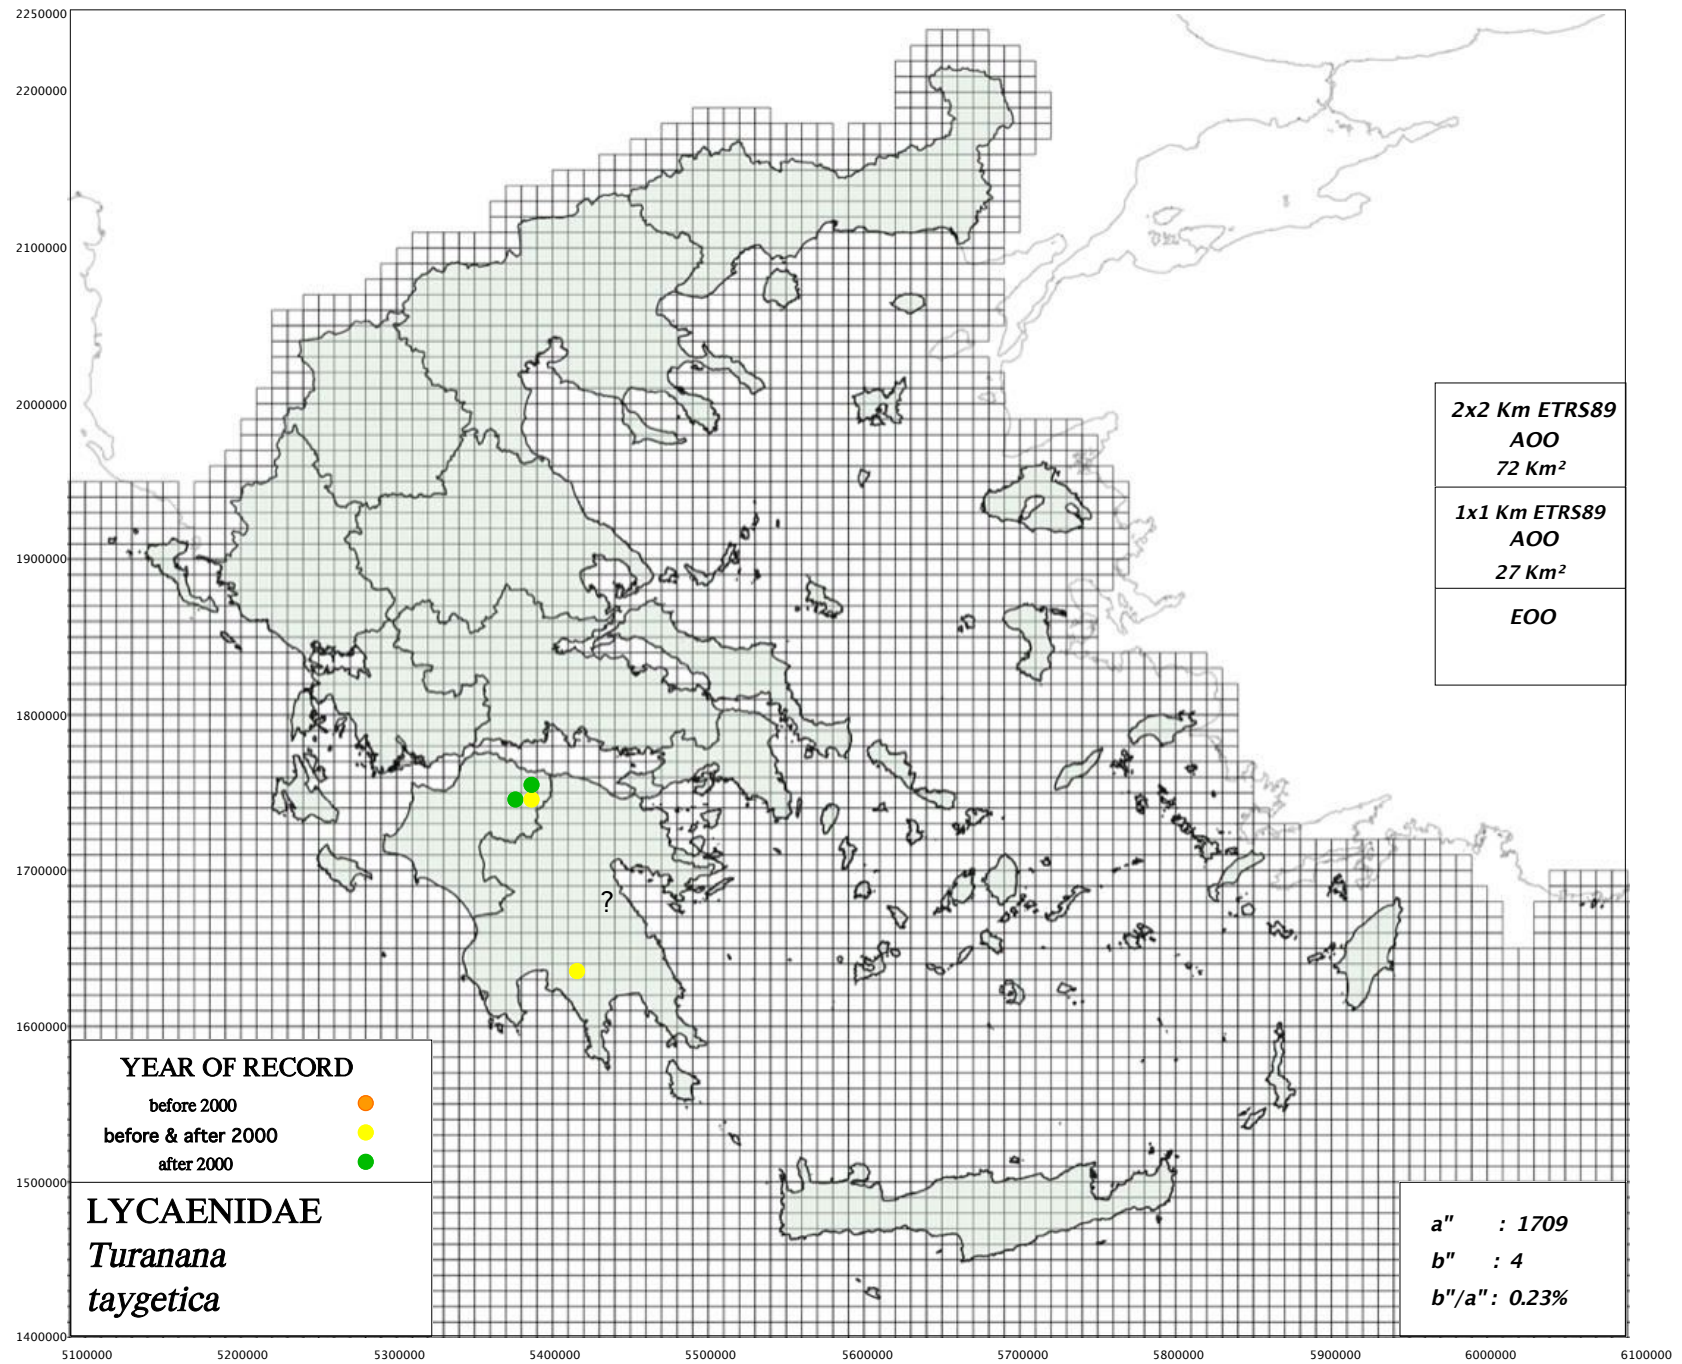 2250000
2200000
2100000
2000000
1900000
1800000
1700000
1600000
1500000
1400000
2x2 Km ETRS89
AOO
72 Km²
1x1 Km ETRS89
AOO
27 Km²
EOO
?
YEAR OF RECORD
before 2000
before & after 2000
after 2000
LYCAENIDAE
Turanana
taygetica
a" : 1709
b" : 4
b"/a" : 0.23%
5100000 5200000 5300000 5400000 5500000 5600000 5700000 5800000 5900000 6000000 6100000